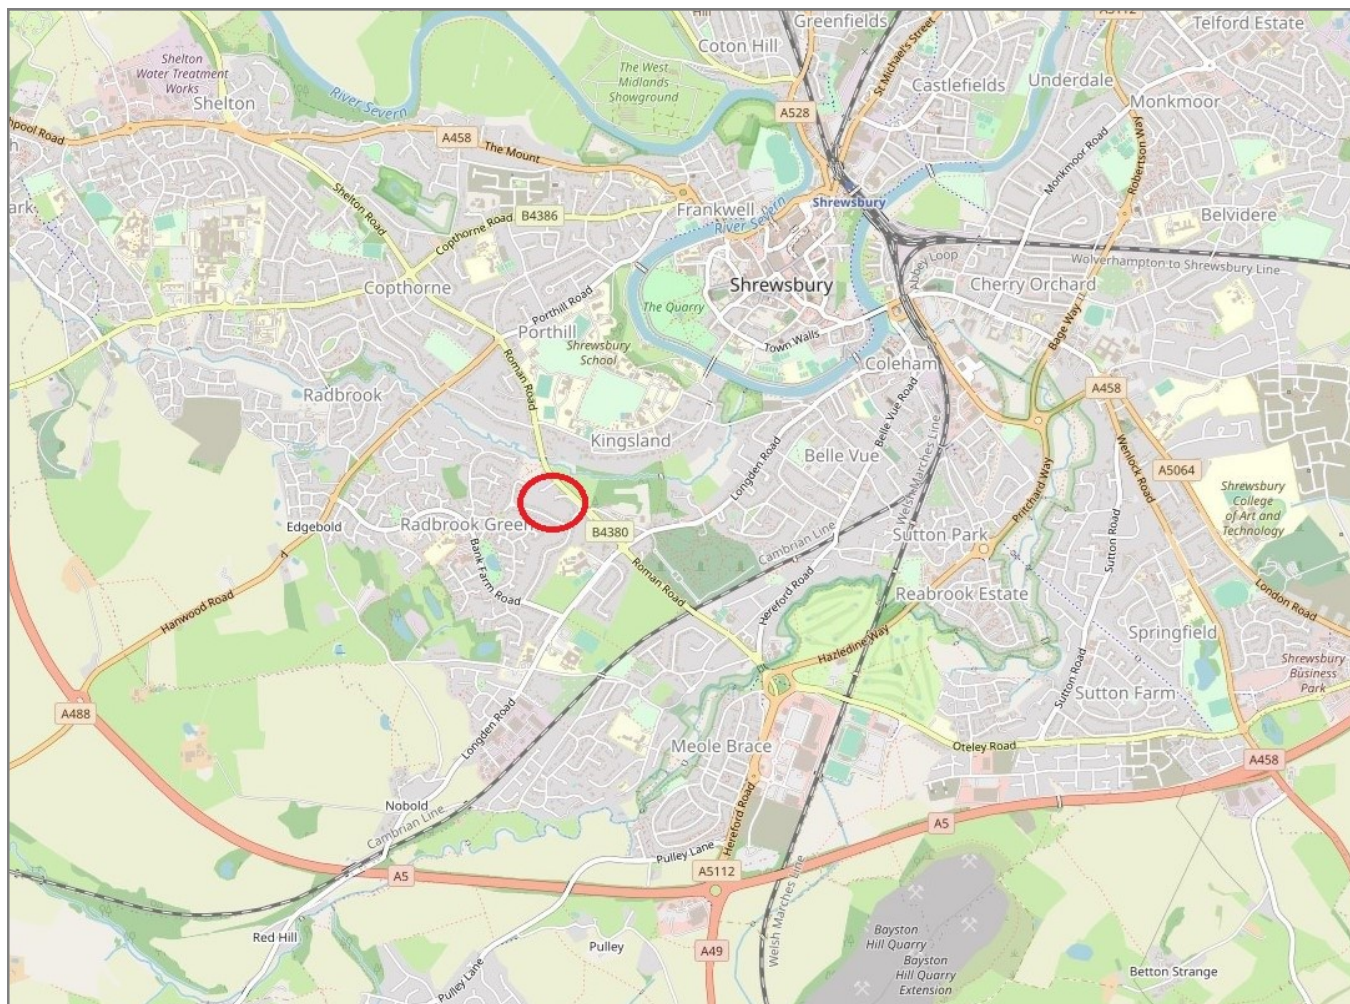 Hill
Greenfields
A5112
Telford Estate
Coton Hill
St Michael's Street
Shelton
Water Treatment
Works
The West
Midlands
Showground
Castlefields
Underdale
Monkmoor
Shelton
River Severn
A528
pool Road
A458
The Mount
Monkmoor Road
Robertson Way
Shelton Road
ark
Copthorne Road
B4386
Frankwell
River Severn
Shrewsbury
Belvidere
Abbey Loop
Wolverhampton to Shrewsbury Line
Copthorne
Shrewsbury
Cherry Orchard
Porthill Road
The Quarry
Porthill
Shrewsbury
School
Town Walls
Bage Way
Coleham
Roman Road
Radbrook
A458
Belle Vue Road
Kingsland
Belle Vue
Longden Road
Welsh Marches Line
Wenlock Road
A5064
Pritchard Way
Shrewsbury
College
of Art and
Technology
Edgebold
Radbrook Green
B4380
Cambrian Line
Sutton Park
Sutton Road
Bank Farm Road
Roman Road
Hereford Road
Reabrook Estate
London Road
Hanwood Road
Hazledine Way
Springfield
Shrewsbury
Business
Park
Sutton Road
Sutton Farm
A488
Longden Road
Meole Brace
Oteley Road
A458
Nobold
Cambrian Line
Hereford Road
A5
Pulley Lane
A5
A5112
Welsh Marches Line
Red Hill
Pulley
A49
Bayston
Hill Quarry
Bayston
Hill Quarry
Extension
Pulley Lane
Betton Strange